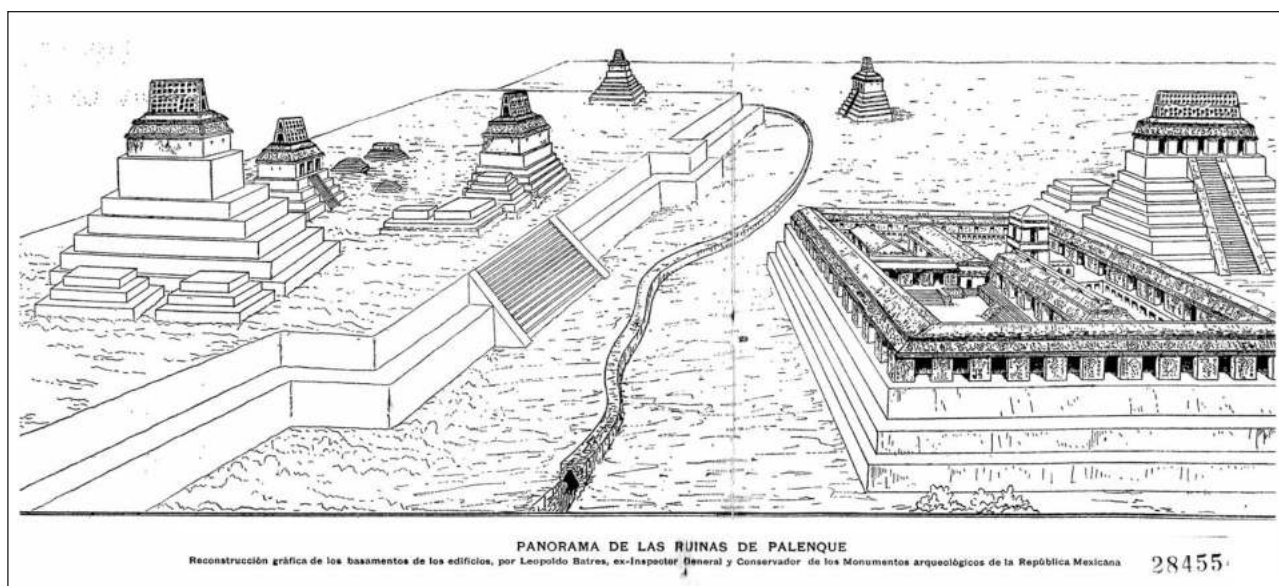 PANORAMA DE LAS RUINAS DE PALENQUE
Reconstrucción gráfica de los basamentos de los edificios, por Leopoldo Batres, ex-Inspector General y Conservador de los Monumentos arqueológicos de la República Mexicana
28455